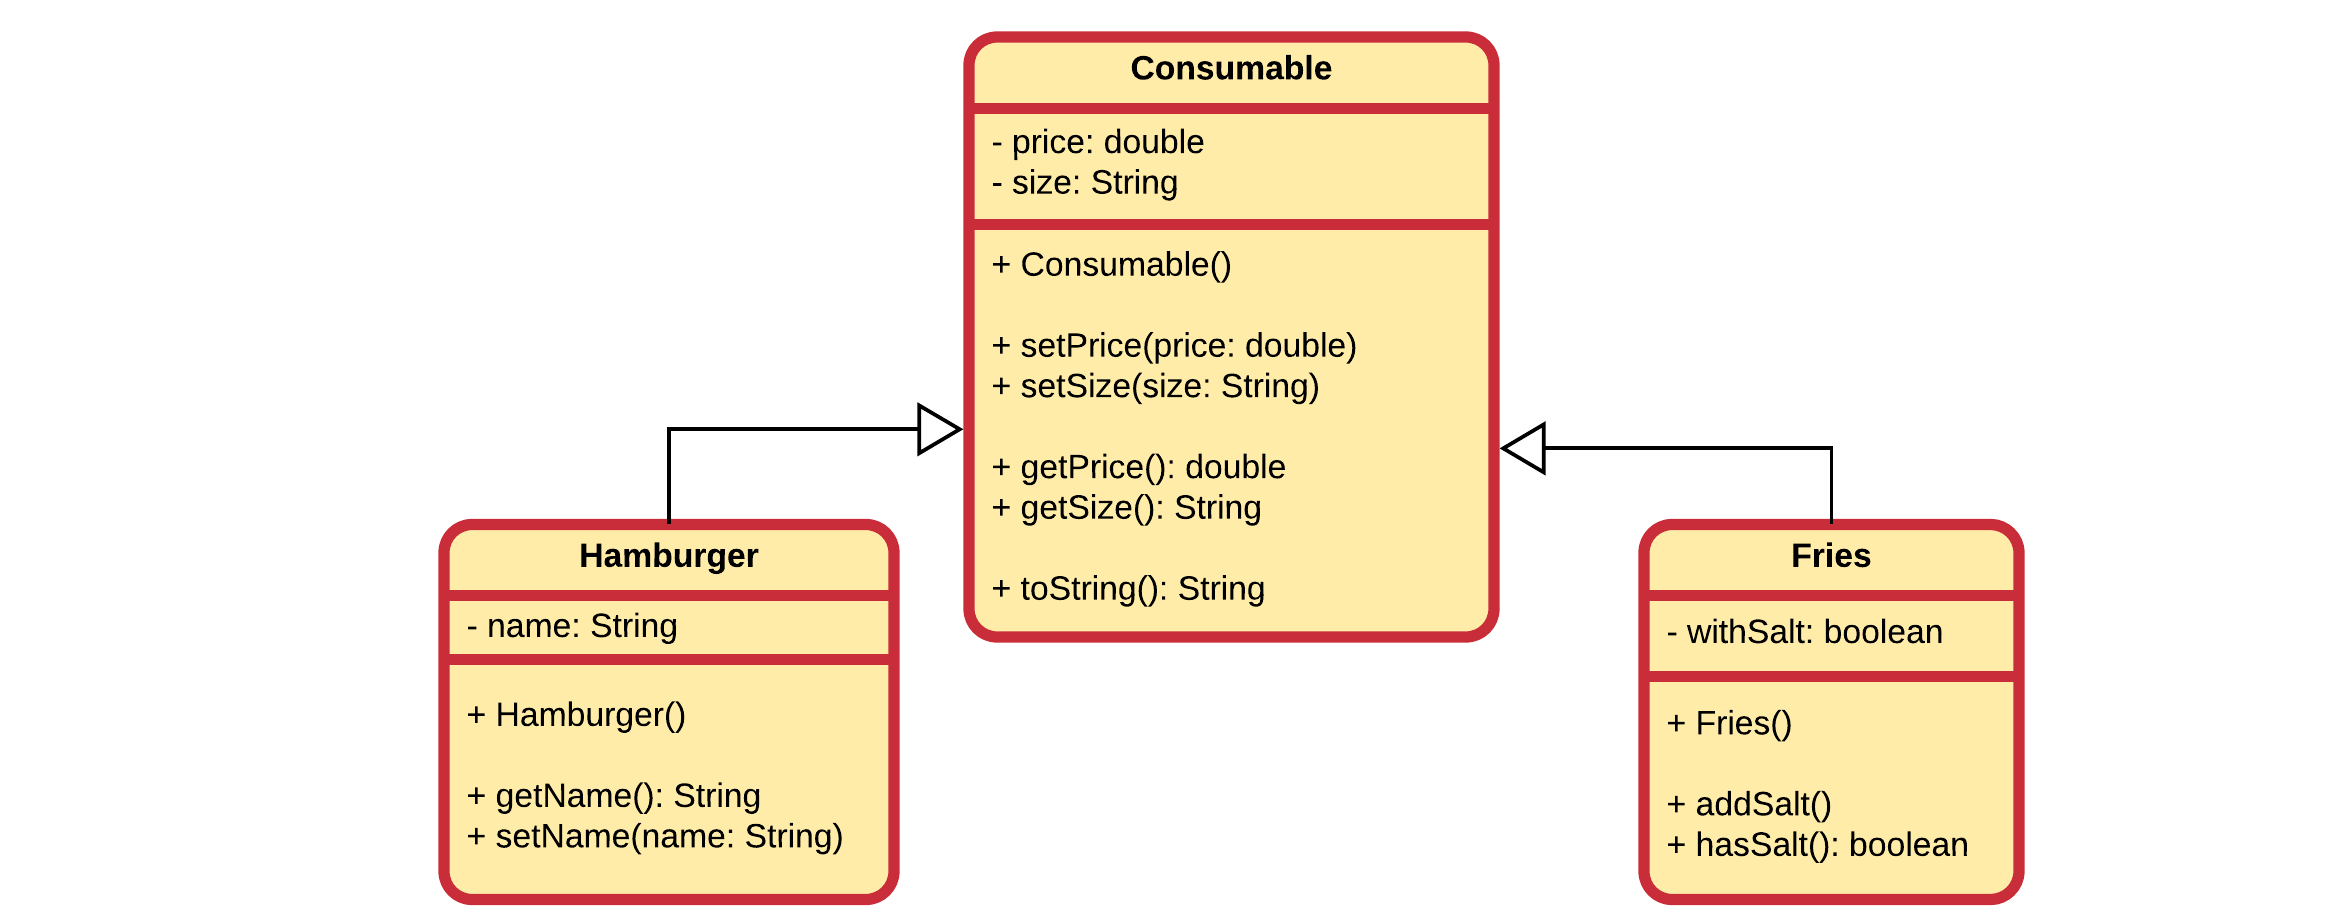 Consumable
- price: double
- size: String
+ Consumable()
+ setPrice(price: double)
+ setSize(size: String)
+ getPrice(): double
+ getSize(): String
+ toString(): String
Hamburger
- name: String
+ Hamburger()
+ getName(): String
+ setName(name: String)
Fries
- withSalt: boolean
+ Fries()
+ addSalt()
+ hasSalt(): boolean